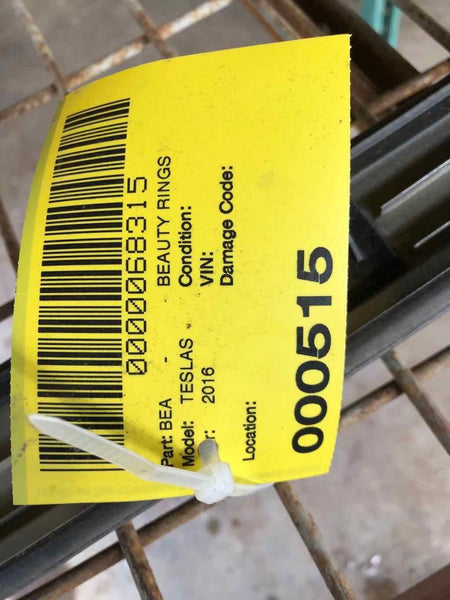 0000068315
Part: BEA - BEAUTY RINGS
Model: TESLAS Condition:
r: 2016 VIN:
Damage Code:
Location:
000515